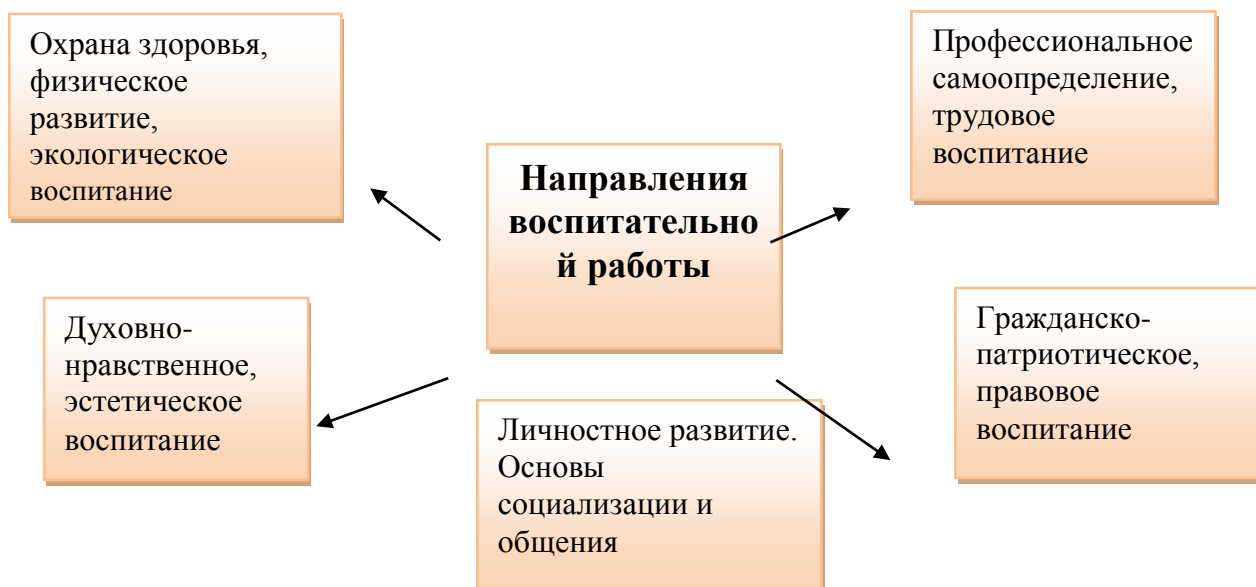 Охрана здоровья,
физическое
развитие,
экологическое
воспитание
Профессиональное
самоопределение,
трудовое
воспитание
Направления
воспитательно
й работы
Духовно-
нравственное,
эстетическое
воспитание
Гражданско-
патриотическое,
правовое
воспитание
Личностное развитие.
Основы
социализации и
общения